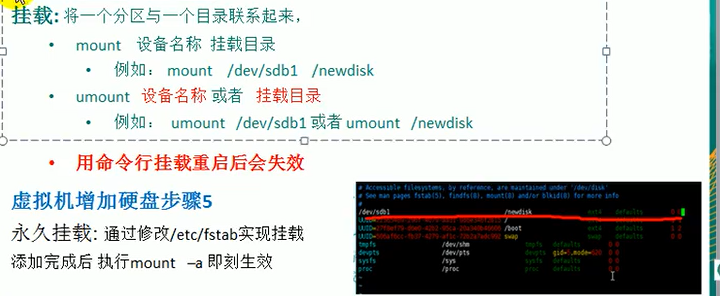 挂载: 将一个分区与一个目录联系起来，
• mount 设备名称 挂载目录
• 例如： mount /dev/sdb1 /newdisk
• umount 设备名称 或者 挂载目录
• 例如： umount /dev/sdb1 或者 umount /newdisk
• 用命令行挂载重启后会失效
虚拟机增加硬盘步骤5
永久挂载: 通过修改/etc/fstab实现挂载
添加完成后 执行mount –a 即刻生效
# Accessible filesystems, by reference, are maintained under '/dev/disk'
# See man pages fstab(5), findfs(8), mount(8) and/or blkid(8) for more info
#
/dev/sdb1 /newdisk ext4 defaults 0 0
/
/boot ext4 defaults 1 2
swap swap defaults 0 0
tmpfs /dev/shm tmpfs defaults 0 0
devpts /dev/pts devpts gid=5,mode=620 0 0
sysfs /sys sysfs defaults 0 0
proc /proc proc defaults 0 0
~
~